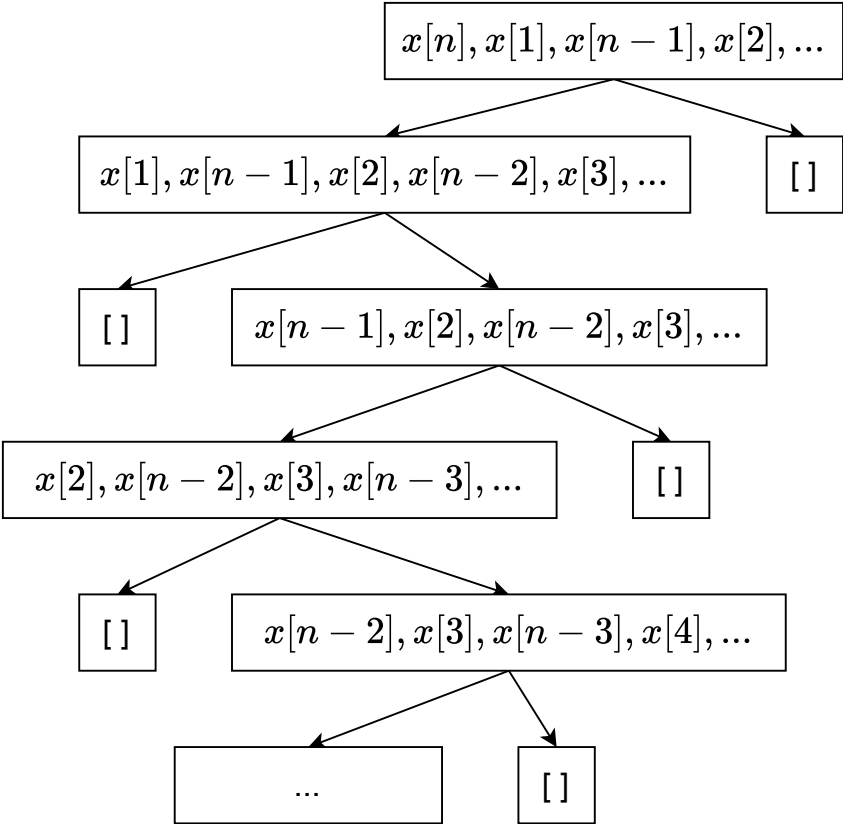 x[n], x[1], x[n − 1], x[2], ...
x[1], x[n − 1], x[2], x[n − 2], x[3], ...
[ ]
[ ]
x[n − 1], x[2], x[n − 2], x[3], ...
x[2], x[n − 2], x[3], x[n − 3], ...
[ ]
[ ]
x[n − 2], x[3], x[n − 3], x[4], ...
...
[ ]